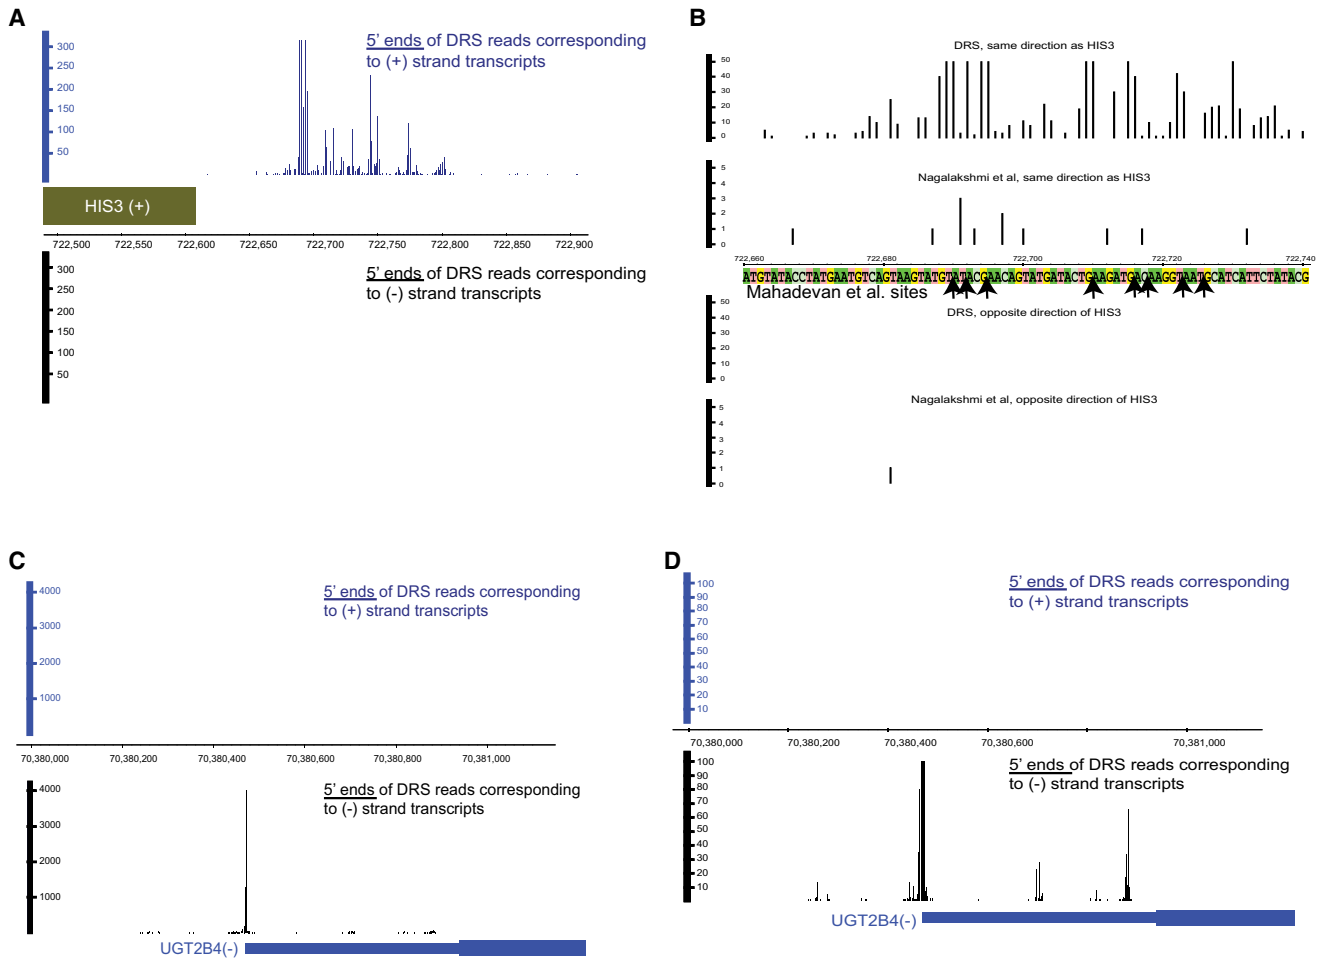 A
300
250
200
150
100
50
5' ends of DRS reads corresponding
to (+) strand transcripts
HIS3 (+)
722,500 722,550 722,600 722,650 722,700 722,750 722,800 722,850 722,900
300
250
200
150
100
50
5' ends of DRS reads corresponding
to (-) strand transcripts
B
DRS, same direction as HIS3
50
40
30
20
10
0
Nagalakshmi et al, same direction as HIS3
5
4
3
2
1
0
722,660 722,680 722,700 722,720 722,740
ATGTATACCTATGAATGTCAGTAAGTATGTATACGAACAGTATGATACTGAAGATGACAAGGTAATGCATCATTCTATACG
Mahadevan et al. sites
DRS, opposite direction of HIS3
50
40
30
20
10
0
Nagalakshmi et al, opposite direction of HIS3
5
4
3
2
1
0
C
4000
3000
2000
1000
5' ends of DRS reads corresponding
to (+) strand transcripts
70,380,000 70,380,200 70,380,400 70,380,600 70,380,800 70,381,000
4000
3000
2000
1000
5' ends of DRS reads corresponding
to (-) strand transcripts
UGT2B4(-)
D
100
90
80
70
60
50
40
30
20
10
5' ends of DRS reads corresponding
to (+) strand transcripts
70,380,000 70,380,200 70,380,400 70,380,600 70,381,000
100
90
80
70
60
50
40
30
20
10
5' ends of DRS reads corresponding
to (-) strand transcripts
UGT2B4(-)